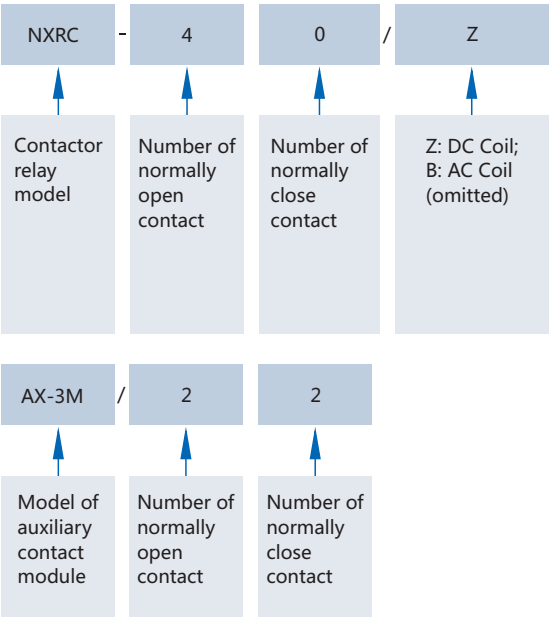 NXRC - 4 0 / Z
Contactor
relay
model
Number of
normally
open
contact
Number of
normally
close
contact
Z: DC Coil;
B: AC Coil
(omitted)
AX-3M / 2 2
Model of
auxiliary
contact
module
Number of
normally
open
contact
Number of
normally
close
contact